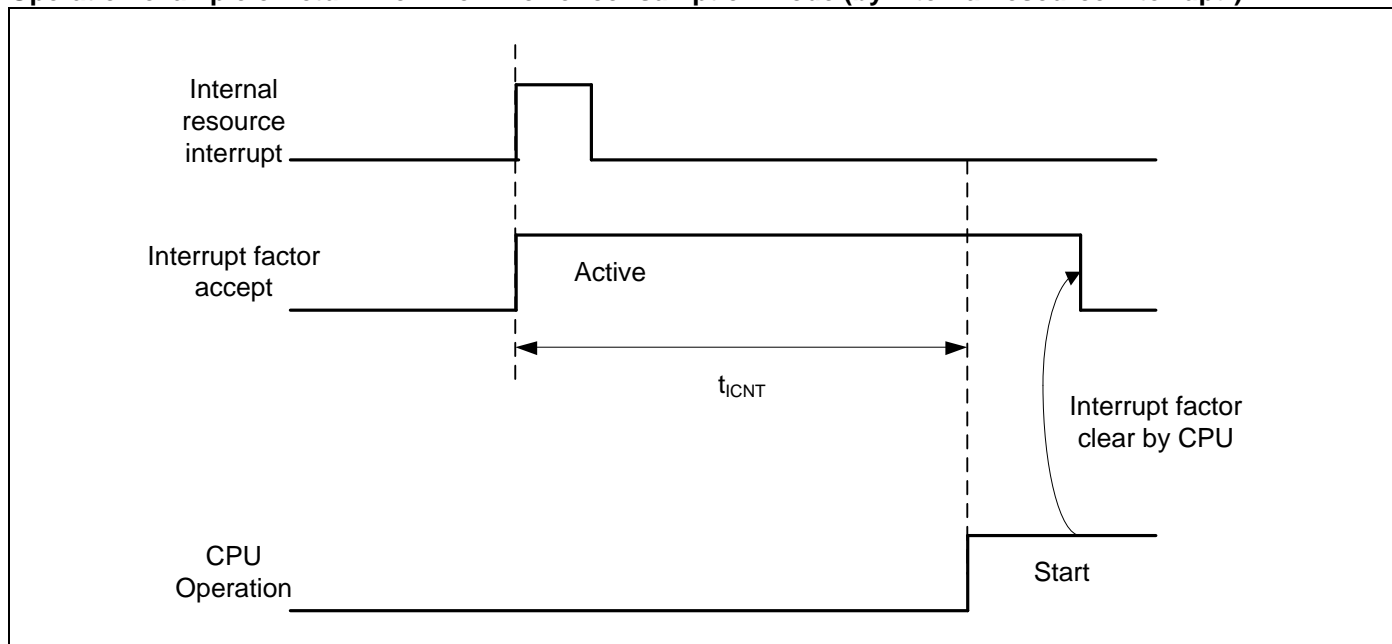 Internal
resource
interrupt
Interrupt factor
accept
Active
tICNT
Interrupt factor
clear by CPU
CPU
Operation
Start